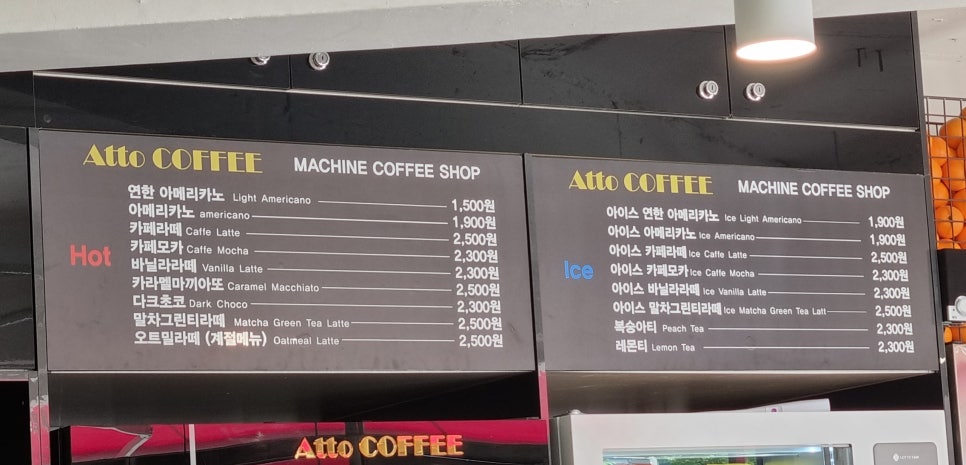 Atto COFFEE MACHINE COFFEE SHOP
Hot
연한 아메리카노 Light Americano 1,500원
아메리카노 americano 1,900원
카페라떼 Caffe Latte 2,500원
카페모카 Caffe Mocha 2,300원
바닐라라떼 Vanilla Latte 2,300원
카라멜마끼아또 Caramel Macchiato 2,500원
다크초코 Dark Choco 2,300원
말차그린티라떼 Matcha Green Tea Latte 2,500원
오트밀라떼 (계절메뉴) Oatmeal Latte 2,500원
Atto COFFEE MACHINE COFFEE SHOP
Ice
아이스 연한 아메리카노 Ice Light Americano 1,900원
아이스 아메리카노 Ice Americano 1,900원
아이스 카페라떼 Ice Caffe Latte 2,500원
아이스 카페모카 Ice Caffe Mocha 2,300원
아이스 바닐라라떼 Ice Vanilla Latte 2,300원
아이스 말차그린티라떼 Ice Matcha Green Tea Latt 2,500원
복숭아티 Peach Tea 2,300원
레몬티 Lemon Tea 2,300원
Atto COFFEE